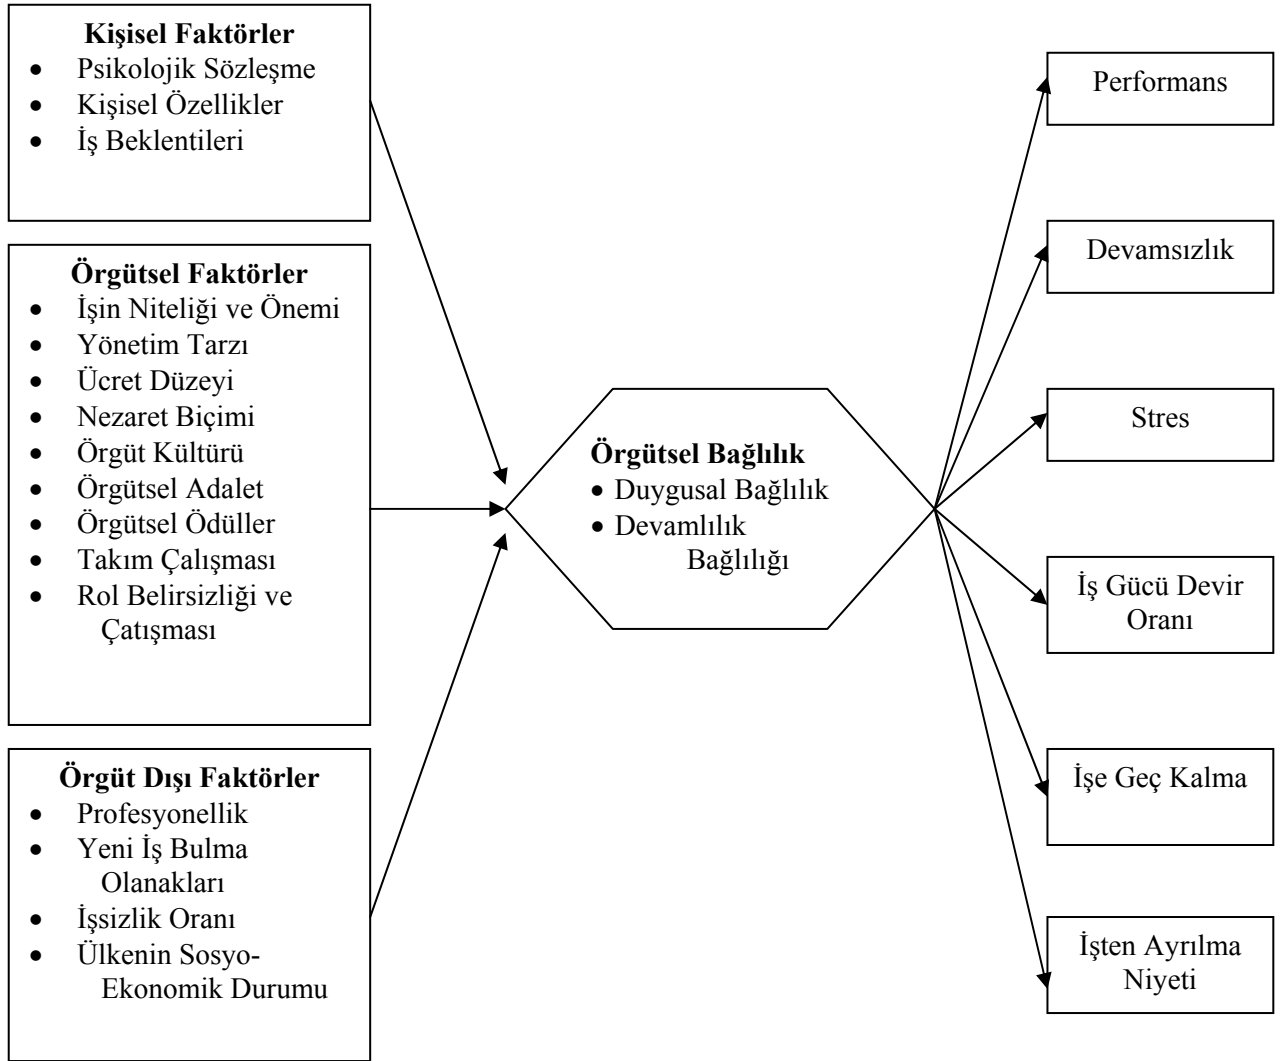 Kişisel Faktörler
• Psikolojik Sözleşme
• Kişisel Özellikler
• İş Beklentileri
Örgütsel Faktörler
• İşin Niteliği ve Önemi
• Yönetim Tarzı
• Ücret Düzeyi
• Nezaret Biçimi
• Örgüt Kültürü
• Örgütsel Adalet
• Örgütsel Ödüller
• Takım Çalışması
• Rol Belirsizliği ve
Çatışması
Örgüt Dışı Faktörler
• Profesyonellik
• Yeni İş Bulma
Olanakları
• İşsizlik Oranı
• Ülkenin Sosyo-
Ekonomik Durumu
Örgütsel Bağlılık
• Duygusal Bağlılık
• Devamlılık
Bağlılığı
Performans
Devamsızlık
Stres
İş Gücü Devir
Oranı
İşe Geç Kalma
İşten Ayrılma
Niyeti